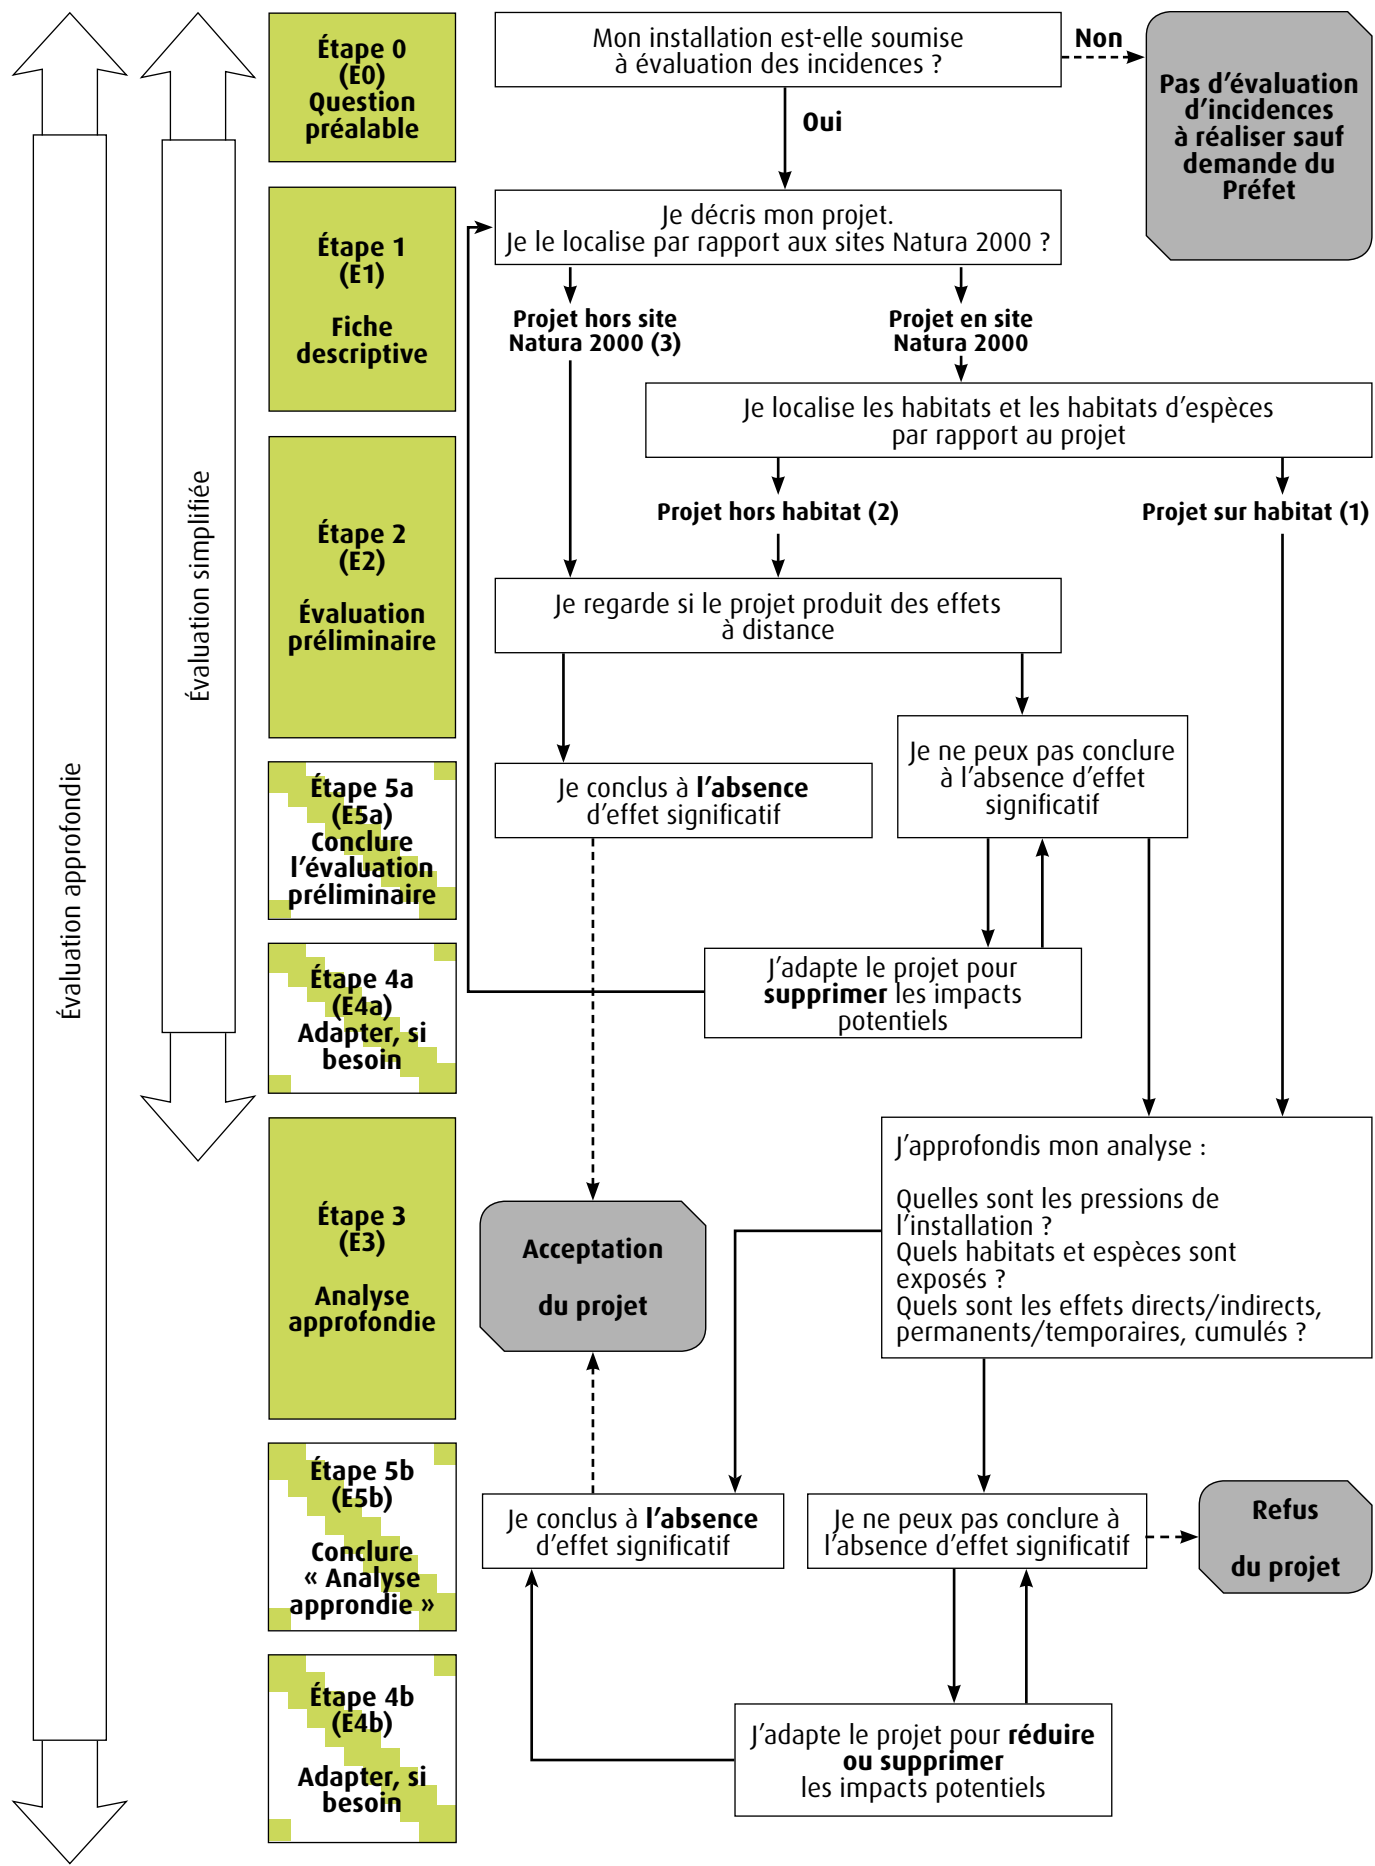 Évaluation approfondie
Évaluation simplifiée
Étape 0
(E0)
Question
préalable
Mon installation est-elle soumise
à évaluation des incidences ?
Non
Pas d'évaluation
d'incidences
à réaliser sauf
demande du
Préfet
Oui
Étape 1
(E1)
Fiche
descriptive
Je décris mon projet.
Je le localise par rapport aux sites Natura 2000 ?
Projet hors site
Natura 2000 (3)
Projet en site
Natura 2000
Je localise les habitats et les habitats d'espèces
par rapport au projet
Étape 2
(E2)
Évaluation
préliminaire
Projet hors habitat (2)
Projet sur habitat (1)
Je regarde si le projet produit des effets
à distance
Étape 5a
(E5a)
Conclure
l'évaluation
préliminaire
Je conclus à l'absence
d'effet significatif
Je ne peux pas conclure
à l'absence d'effet
significatif
Étape 4a
(E4a)
Adapter, si
besoin
J'adapte le projet pour
supprimer les impacts
potentiels
Étape 3
(E3)
Analyse
approfondie
Acceptation
du projet
J'approfondis mon analyse :
Quelles sont les pressions de
l'installation ?
Quels habitats et espèces sont
exposés ?
Quels sont les effets directs/indirects,
permanents/temporaires, cumulés ?
Étape 5b
(E5b)
Conclure
« Analyse
approndie »
Je conclus à l'absence
d'effet significatif
Je ne peux pas conclure à
l'absence d'effet significatif
Refus
du projet
Étape 4b
(E4b)
Adapter, si
besoin
J'adapte le projet pour réduire
ou supprimer
les impacts potentiels